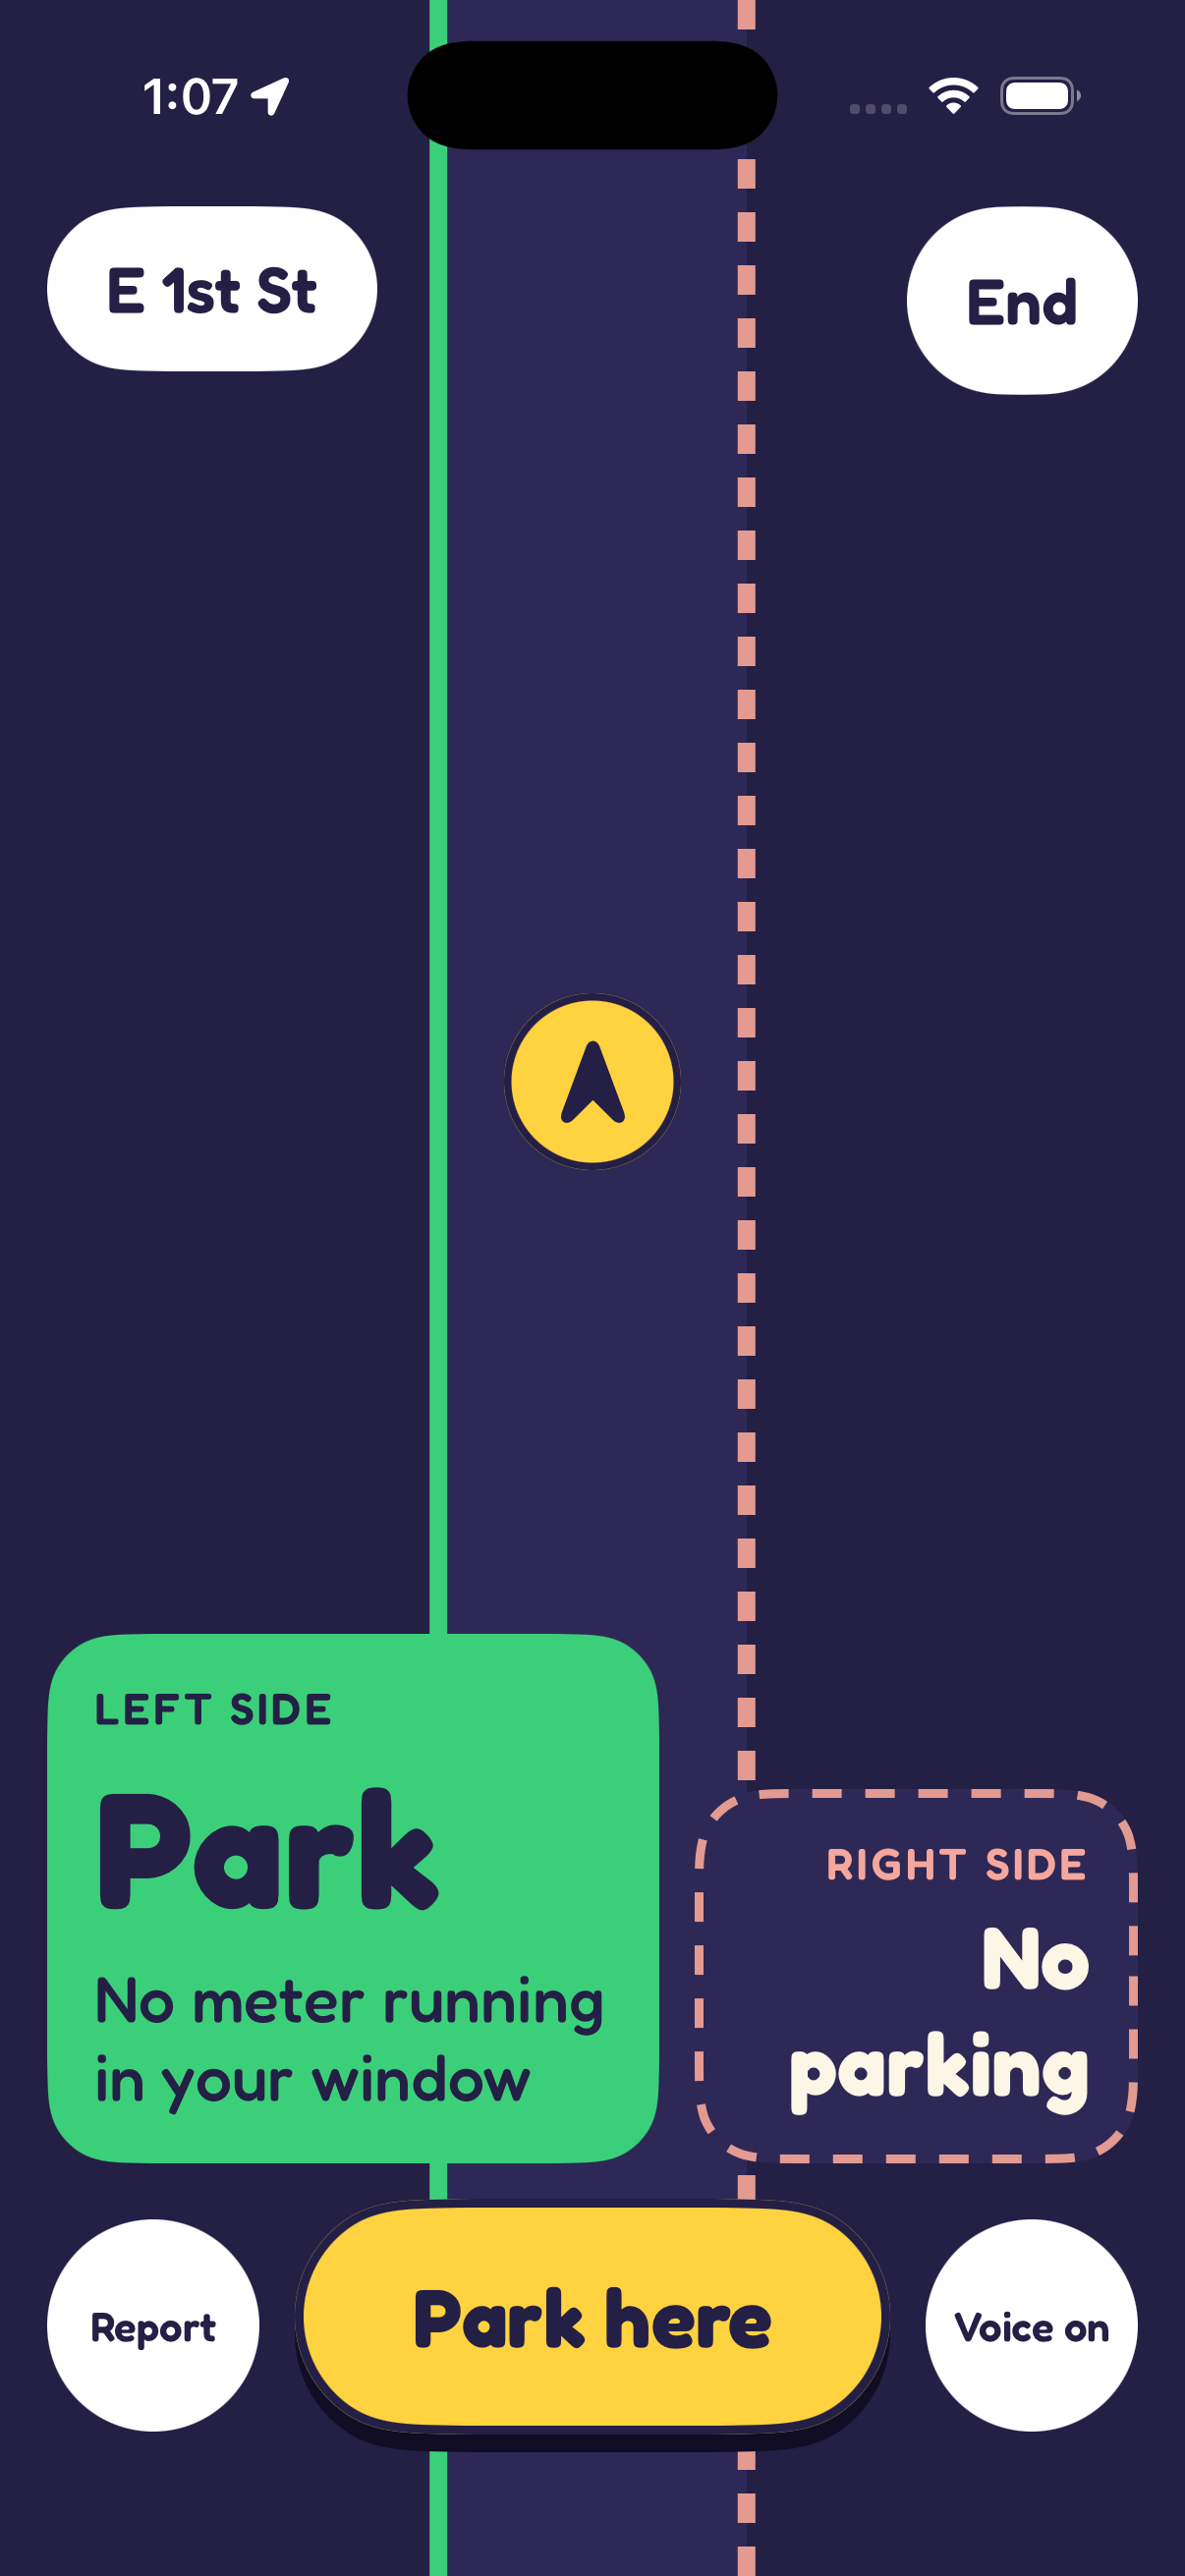 1:07
E 1st St
End
LEFT SIDE
Park
No meter running
in your window
RIGHT SIDE
No
parking
Report
Park here
Voice on